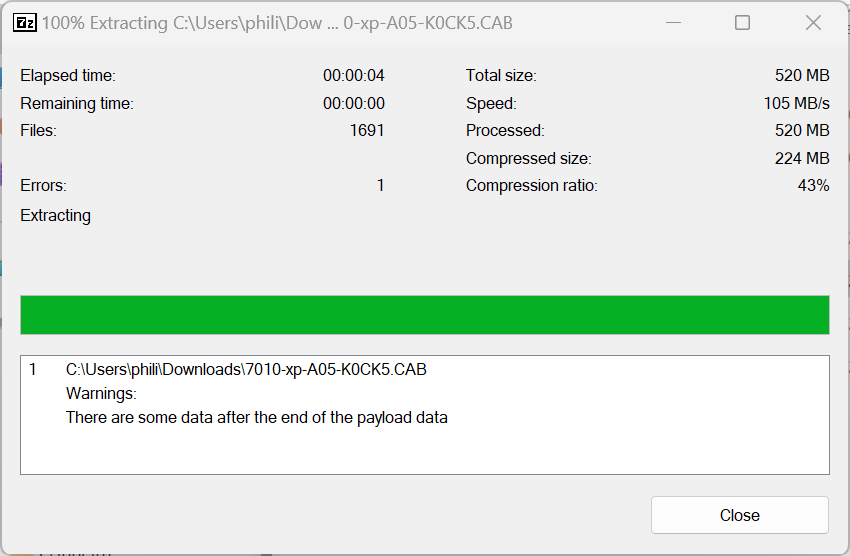 7z 100% Extracting C:\Users\phili\Dow ... 0-xp-A05-K0CK5.CAB
Elapsed time: 00:00:04 Total size: 520 MB
Remaining time: 00:00:00 Speed: 105 MB/s
Files: 1691 Processed: 520 MB
Compressed size: 224 MB
Errors: 1 Compression ratio: 43%
Extracting
1 C:\Users\phili\Downloads\7010-xp-A05-K0CK5.CAB
Warnings:
There are some data after the end of the payload data
Close